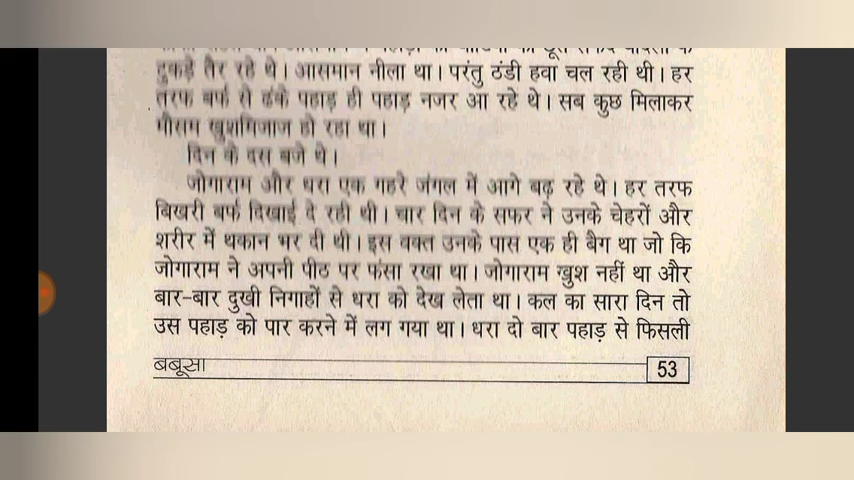 टुकड़े तैर रहे थे। आसमान नीला था। परंतु ठंडी हवा चल रही थी। हर
तरफ बर्फ से ढंके पहाड़ ही पहाड़ नजर आ रहे थे। सब कुछ मिलाकर
मौसम खुशमिजाज हो रहा था।
दिन के दस बजे थे।
जोगाराम और धरा एक गहरे जंगल में आगे बढ़ रहे थे। हर तरफ
बिखरी बर्फ दिखाई दे रही थी। चार दिन के सफर ने उनके चेहरों और
शरीर में थकान भर दी थी। इस वक्त उनके पास एक ही बैग था जो कि
जोगाराम ने अपनी पीठ पर फंसा रखा था। जोगाराम खुश नहीं था और
बार-बार दुखी निगाहों से धरा को देख लेता था। कल का सारा दिन तो
उस पहाड़ को पार करने में लग गया था। धरा दो बार पहाड़ से फिसली
बबूसा
53